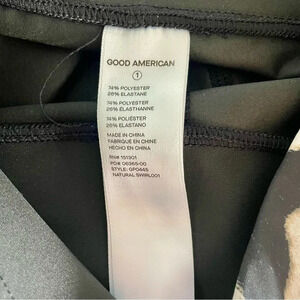 GOOD AMERICAN
1
74% POLYESTER
26% ELASTANE
74% POLYESTER
26% ELASTHANNE
74% POLIÉSTER
26% ELASTANO
MADE IN CHINA
FABRIQUÉ EN CHINE
HECHO EN CHINA
RN# 151301
PO# 06365-00
STYLE: GP0445
NATURAL SWIRL001